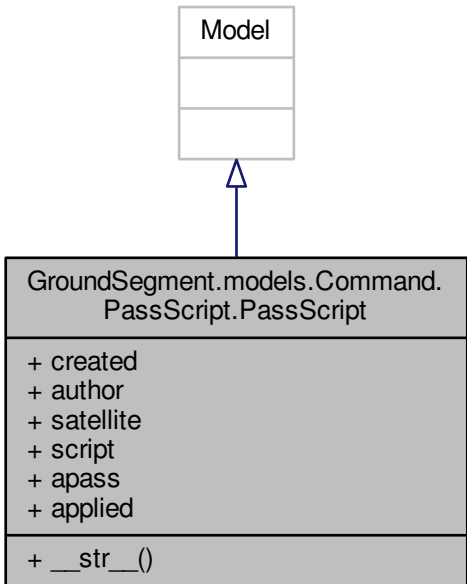 Model
GroundSegment.models.Command.
PassScript.PassScript
+ created
+ author
+ satellite
+ script
+ apass
+ applied
+ __str__()